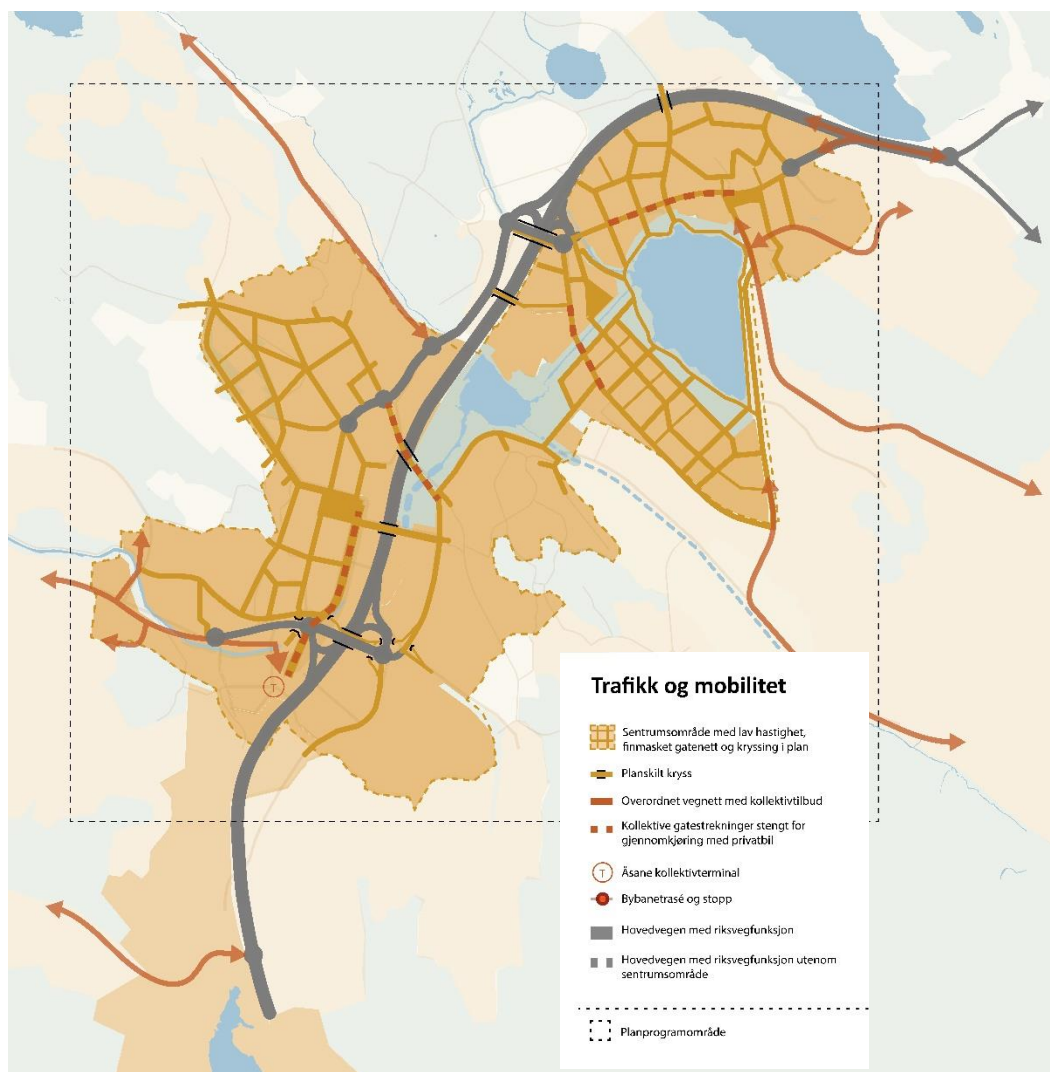 Trafikk og mobilitet
Sentrumsområde med lav hastighet,
finmasket gatenett og kryssing i plan
Planskilt kryss
Overordnet vegnett med kollektivtilbud
Kollektive gatestrekninger stengt for
gjennomkjøring med privatbil
T
Åsane kollektivterminal
Bybanetrasé og stopp
Hovedvegen med riksvegfunksjon
Hovedvegen med riksvegfunksjon utenom
sentrumsområde
Planprogramområde
T